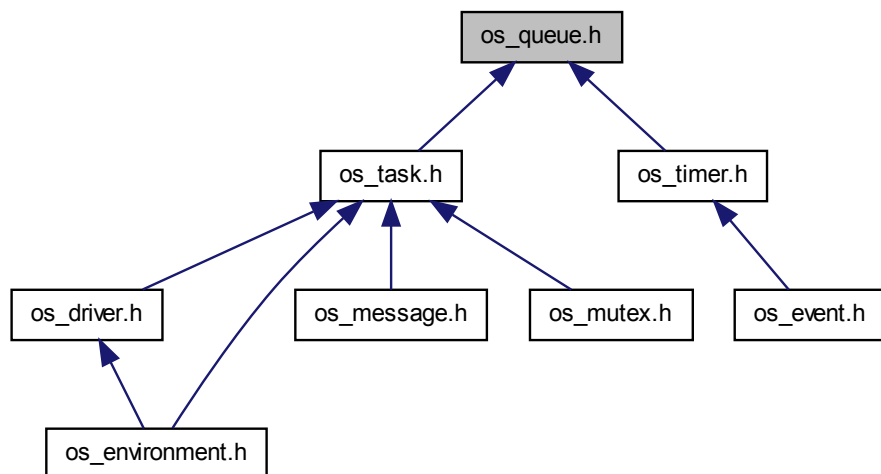 os_queue.h
os_task.h
os_timer.h
os_driver.h
os_message.h
os_mutex.h
os_event.h
os_environment.h